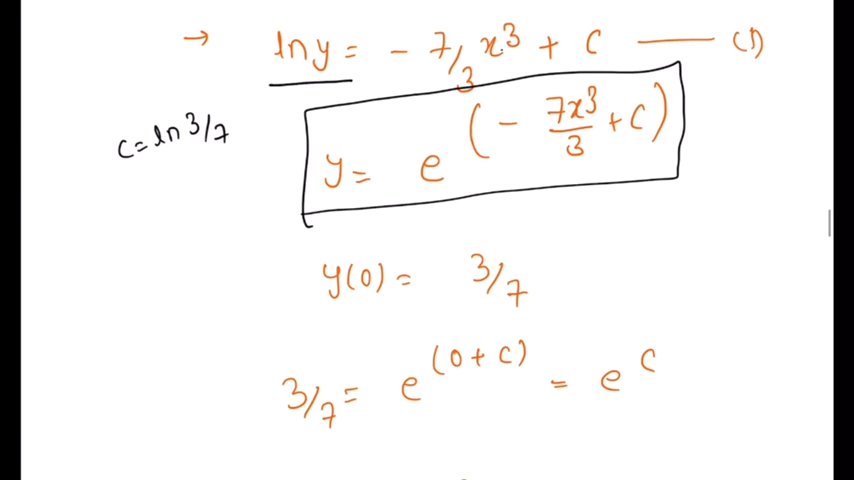 → ln y = - 7/3 x³ + C —— (1)
C = ln 3/7
y = e^(- 7x³/3 + C)
y(0) = 3/7
3/7 = e^(0 + C) = e^C